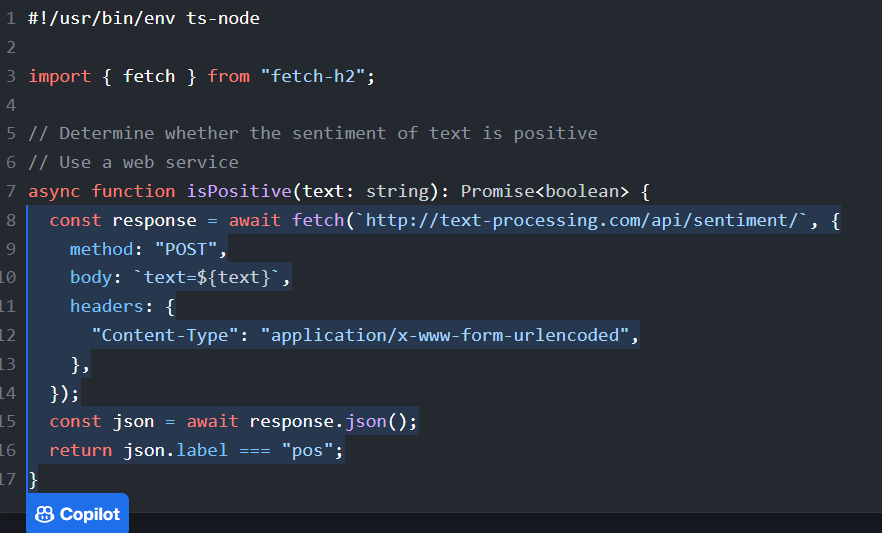 1 #!/usr/bin/env ts-node
2
3 import { fetch } from "fetch-h2";
4
5 // Determine whether the sentiment of text is positive
6 // Use a web service
7 async function isPositive(text: string): Promise<boolean> {
8   const response = await fetch(`http://text-processing.com/api/sentiment/`, {
9     method: "POST",
10     body: `text=${text}`,
11     headers: {
12       "Content-Type": "application/x-www-form-urlencoded",
13     },
14   });
15   const json = await response.json();
16   return json.label === "pos";
17 }
Copilot